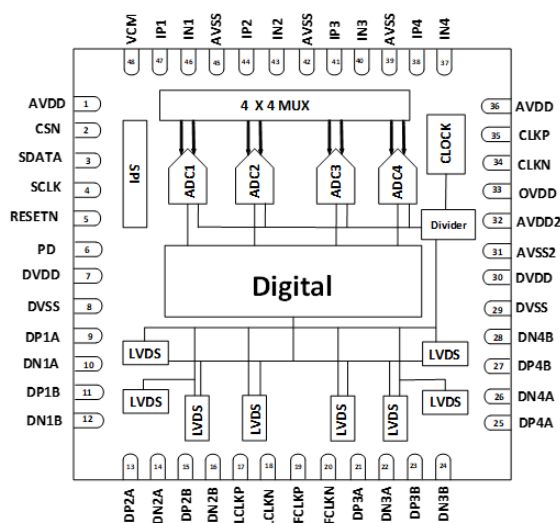 VCM IP1 IN1 AVSS IP2 IN2 AVSS IP3 IN3 AVSS IP4 IN4
48 47 46 45 44 43 42 41 40 39 38 37
AVDD 1
CSN 2
SDATA 3
SCLK 4
RESETN 5
PD 6
DVDD 7
DVSS 8
DP1A 9
DN1A 10
DP1B 11
DN1B 12
4 X 4 MUX
SPI
ADC1 ADC2 ADC3 ADC4
CLOCK
Divider
Digital
LVDS LVDS
LVDS LVDS LVDS LVDS LVDS LVDS
36 AVDD
35 CLKP
34 CLKN
33 OVDD
32 AVDD2
31 AVSS2
30 DVDD
29 DVSS
28 DN4B
27 DP4B
26 DN4A
25 DP4A
13 14 15 16 17 18 19 20 21 22 23 24
DP2A DN2A DP2B DN2B LCLKP LCLKN FCLKP FCLKN DP3A DN3A DP3B DN3B